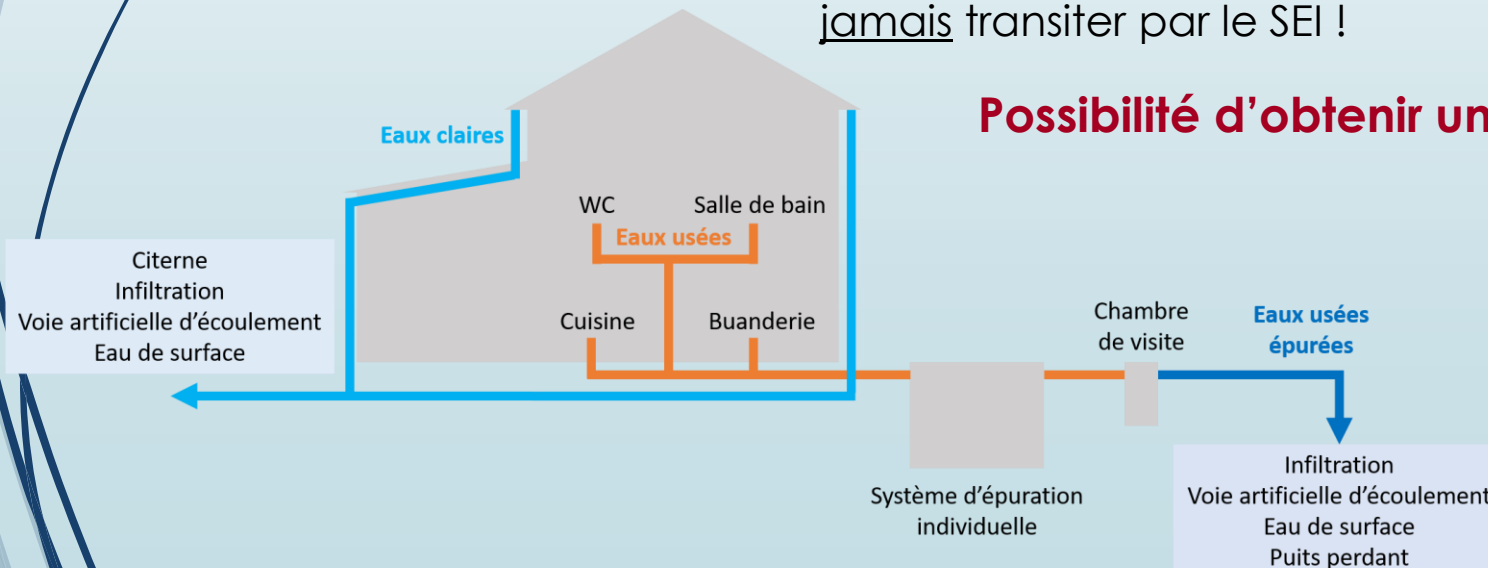 jamais transiter par le SEI !
Possibilité d'obtenir un
Eaux claires
WC
Salle de bain
Eaux usées
Citerne
Infiltration
Voie artificielle d'écoulement
Eau de surface
Cuisine
Buanderie
Chambre
de visite
Eaux usées
épurées
Système d'épuration
individuelle
Infiltration
Voie artificielle d'écoulement
Eau de surface
Puits perdant